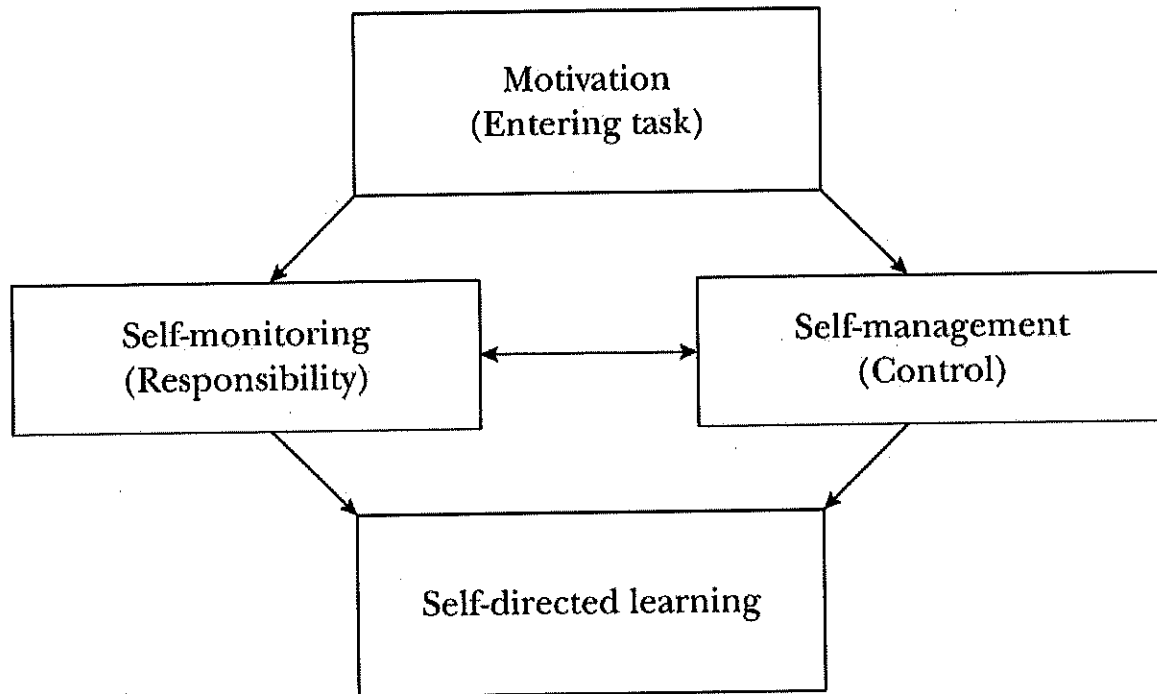 Motivation
(Entering task)
Self-monitoring
(Responsibility)
Self-management
(Control)
Self-directed learning